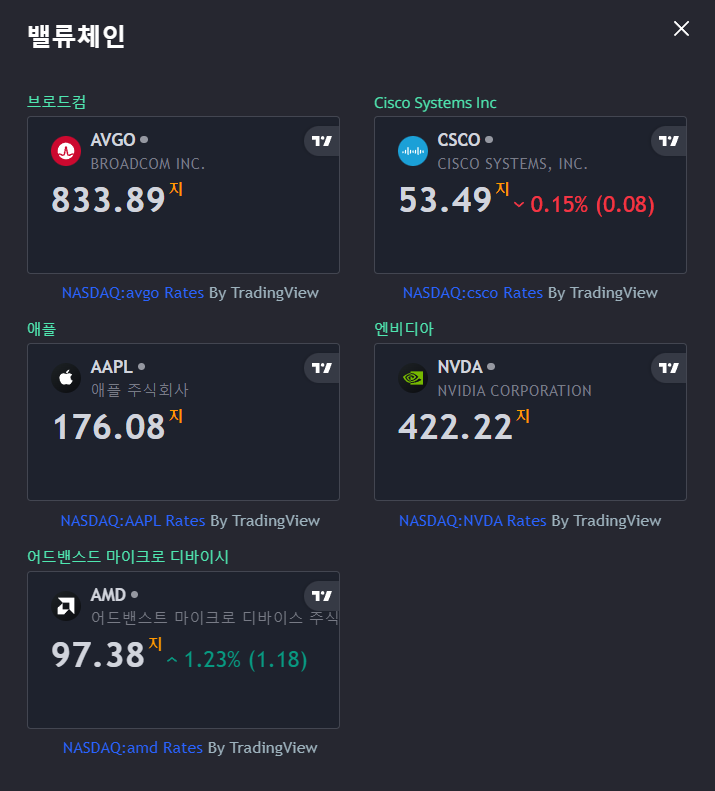 밸류체인
브로드컴
AVGO
BROADCOM INC.
833.89 지
NASDAQ:avgo Rates By TradingView
Cisco Systems Inc
CSCO
CISCO SYSTEMS, INC.
53.49 지 0.15% (0.08)
NASDAQ:csco Rates By TradingView
애플
AAPL
애플 주식회사
176.08 지
NASDAQ:AAPL Rates By TradingView
엔비디아
NVDA
NVIDIA CORPORATION
422.22 지
NASDAQ:NVDA Rates By TradingView
어드밴스드 마이크로 디바이시
AMD
어드밴스트 마이크로 디바이스 주식
97.38 지 1.23% (1.18)
NASDAQ:amd Rates By TradingView